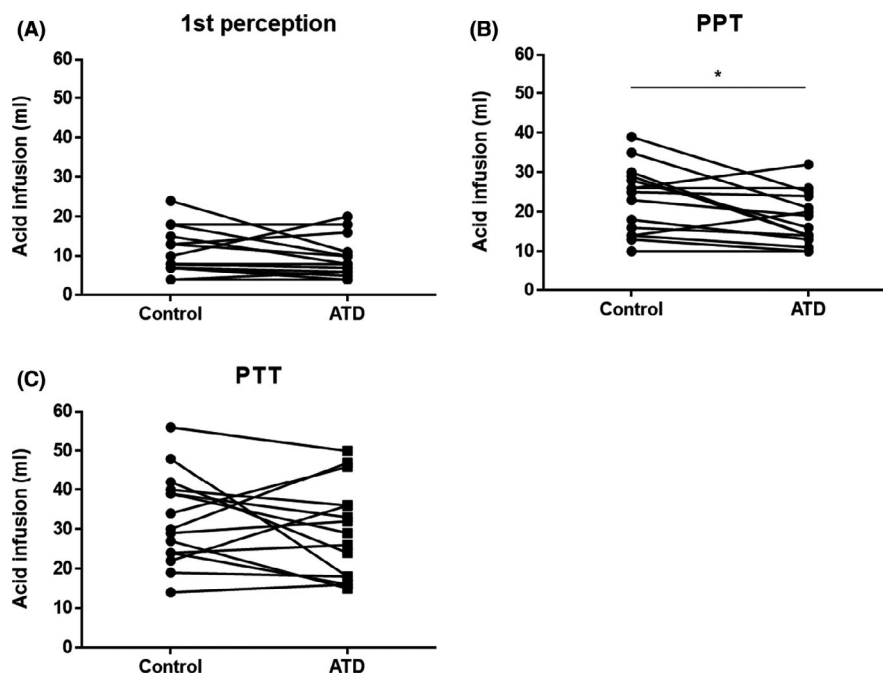 (A)
1st perception
Acid infusion (ml)
60
50
40
30
20
10
0
Control
ATD
(B)
PPT
*
Acid infusion (ml)
60
50
40
30
20
10
0
Control
ATD
(C)
PTT
Acid infusion (ml)
60
50
40
30
20
10
0
Control
ATD